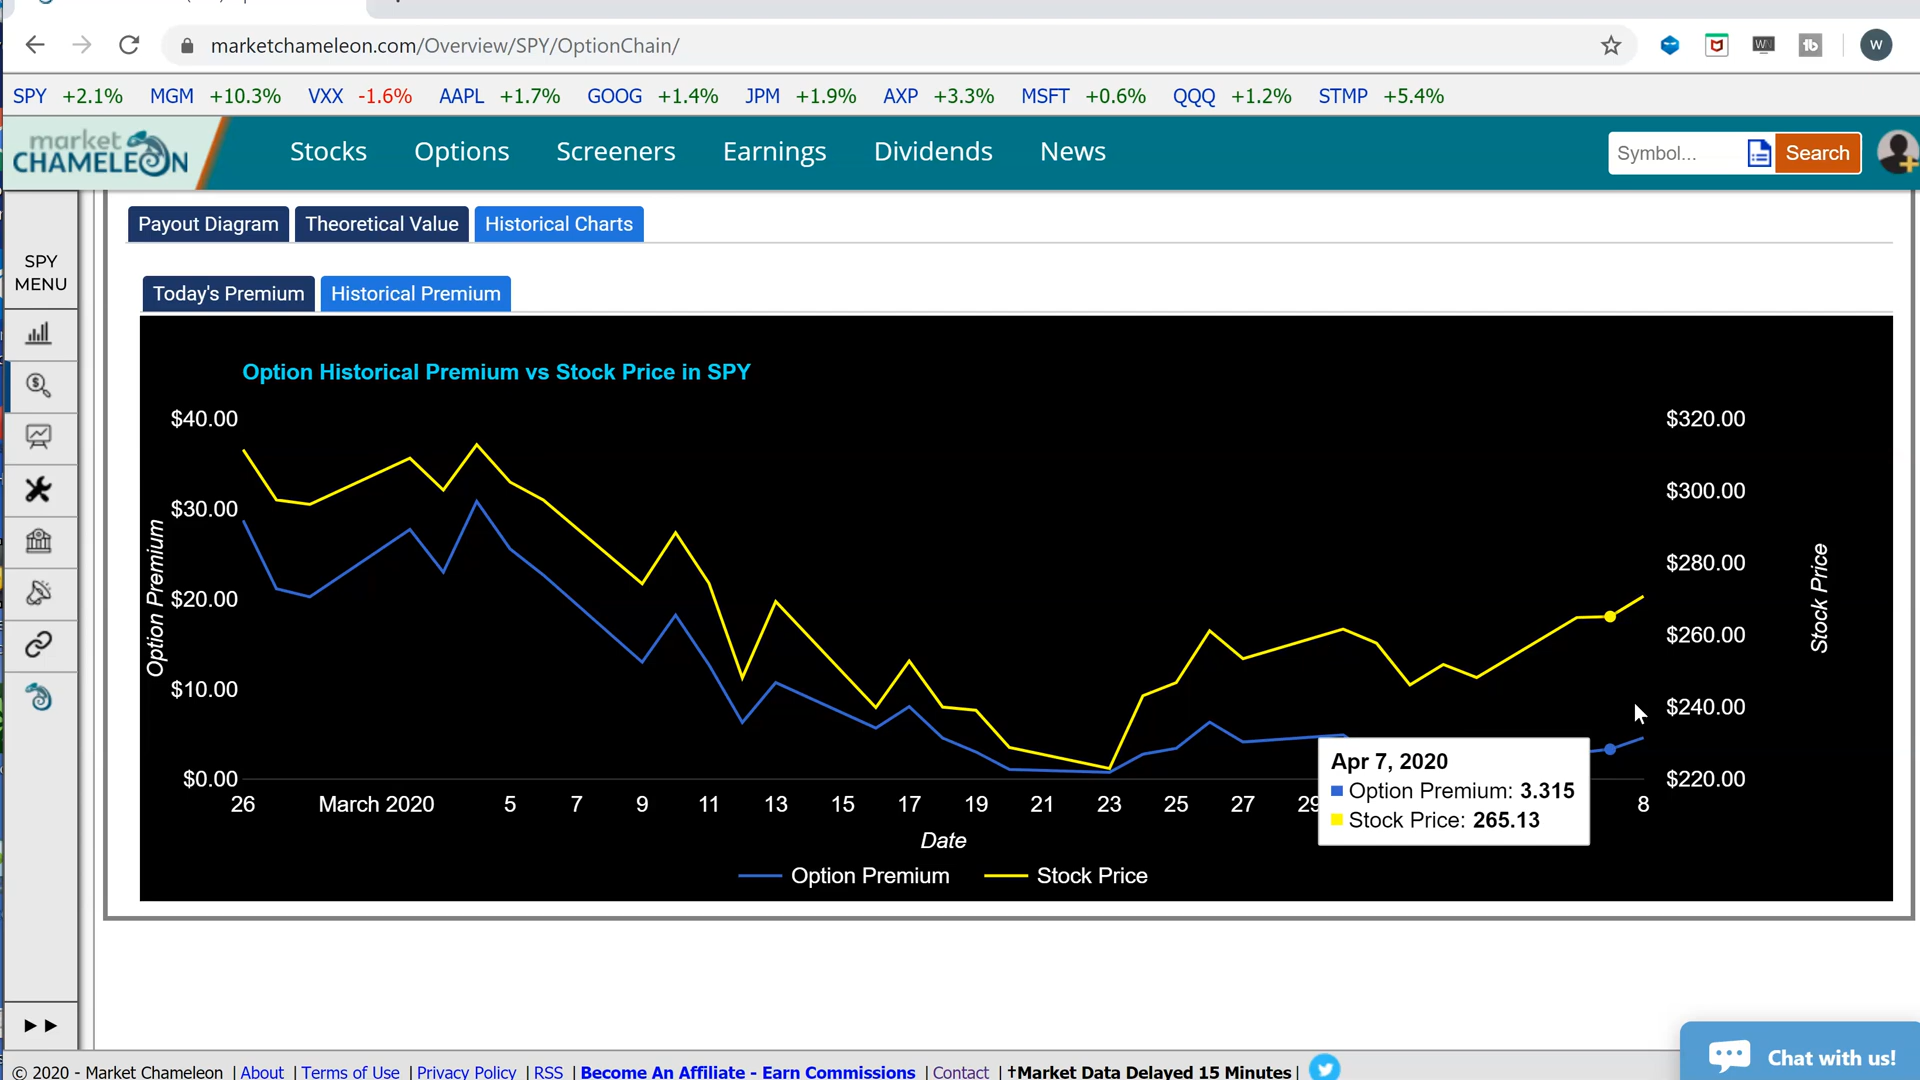 marketchameleon.com/Overview/SPY/OptionChain/
W
SPY +2.1% MGM +10.3% VXX -1.6% AAPL +1.7% GOOG +1.4% JPM +1.9% AXP +3.3% MSFT +0.6% QQQ +1.2% STMP +5.4%
market
CHAMELEON
Stocks Options Screeners Earnings Dividends News
Symbol... Search
SPY
MENU
Payout Diagram Theoretical Value Historical Charts
Today's Premium Historical Premium
Option Historical Premium vs Stock Price in SPY
$40.00 $320.00
$30.00 $300.00
$20.00 $280.00
$10.00 $260.00
$0.00 $240.00
$220.00
Option Premium
Stock Price
26 March 2020 5 7 9 11 13 15 17 19 21 23 25 27 29 8
Date
Apr 7, 2020
Option Premium: 3.315
Stock Price: 265.13
Option Premium Stock Price
Chat with us!
© 2020 - Market Chameleon | About | Terms of Use | Privacy Policy | RSS | Become An Affiliate - Earn Commissions | Contact | †Market Data Delayed 15 Minutes |